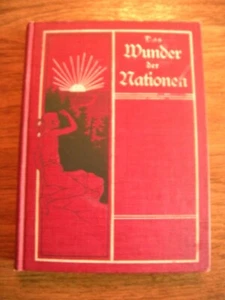 Das
Wunder der
Nationen